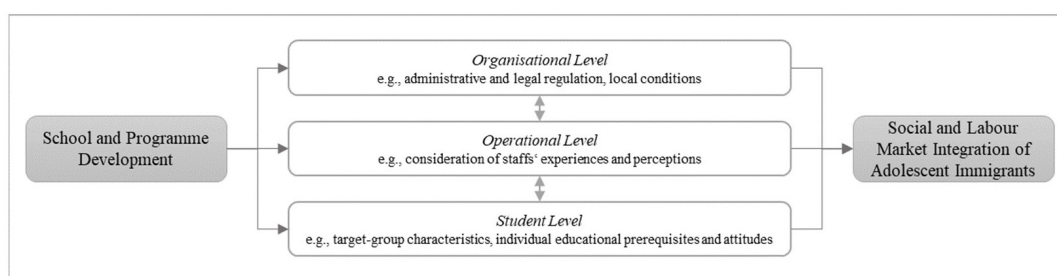 Organisational Level
e.g., administrative and legal regulation, local conditions
School and Programme
Development
Operational Level
e.g., consideration of staffs‘ experiences and perceptions
Social and Labour
Market Integration of
Adolescent Immigrants
Student Level
e.g., target-group characteristics, individual educational prerequisites and attitudes